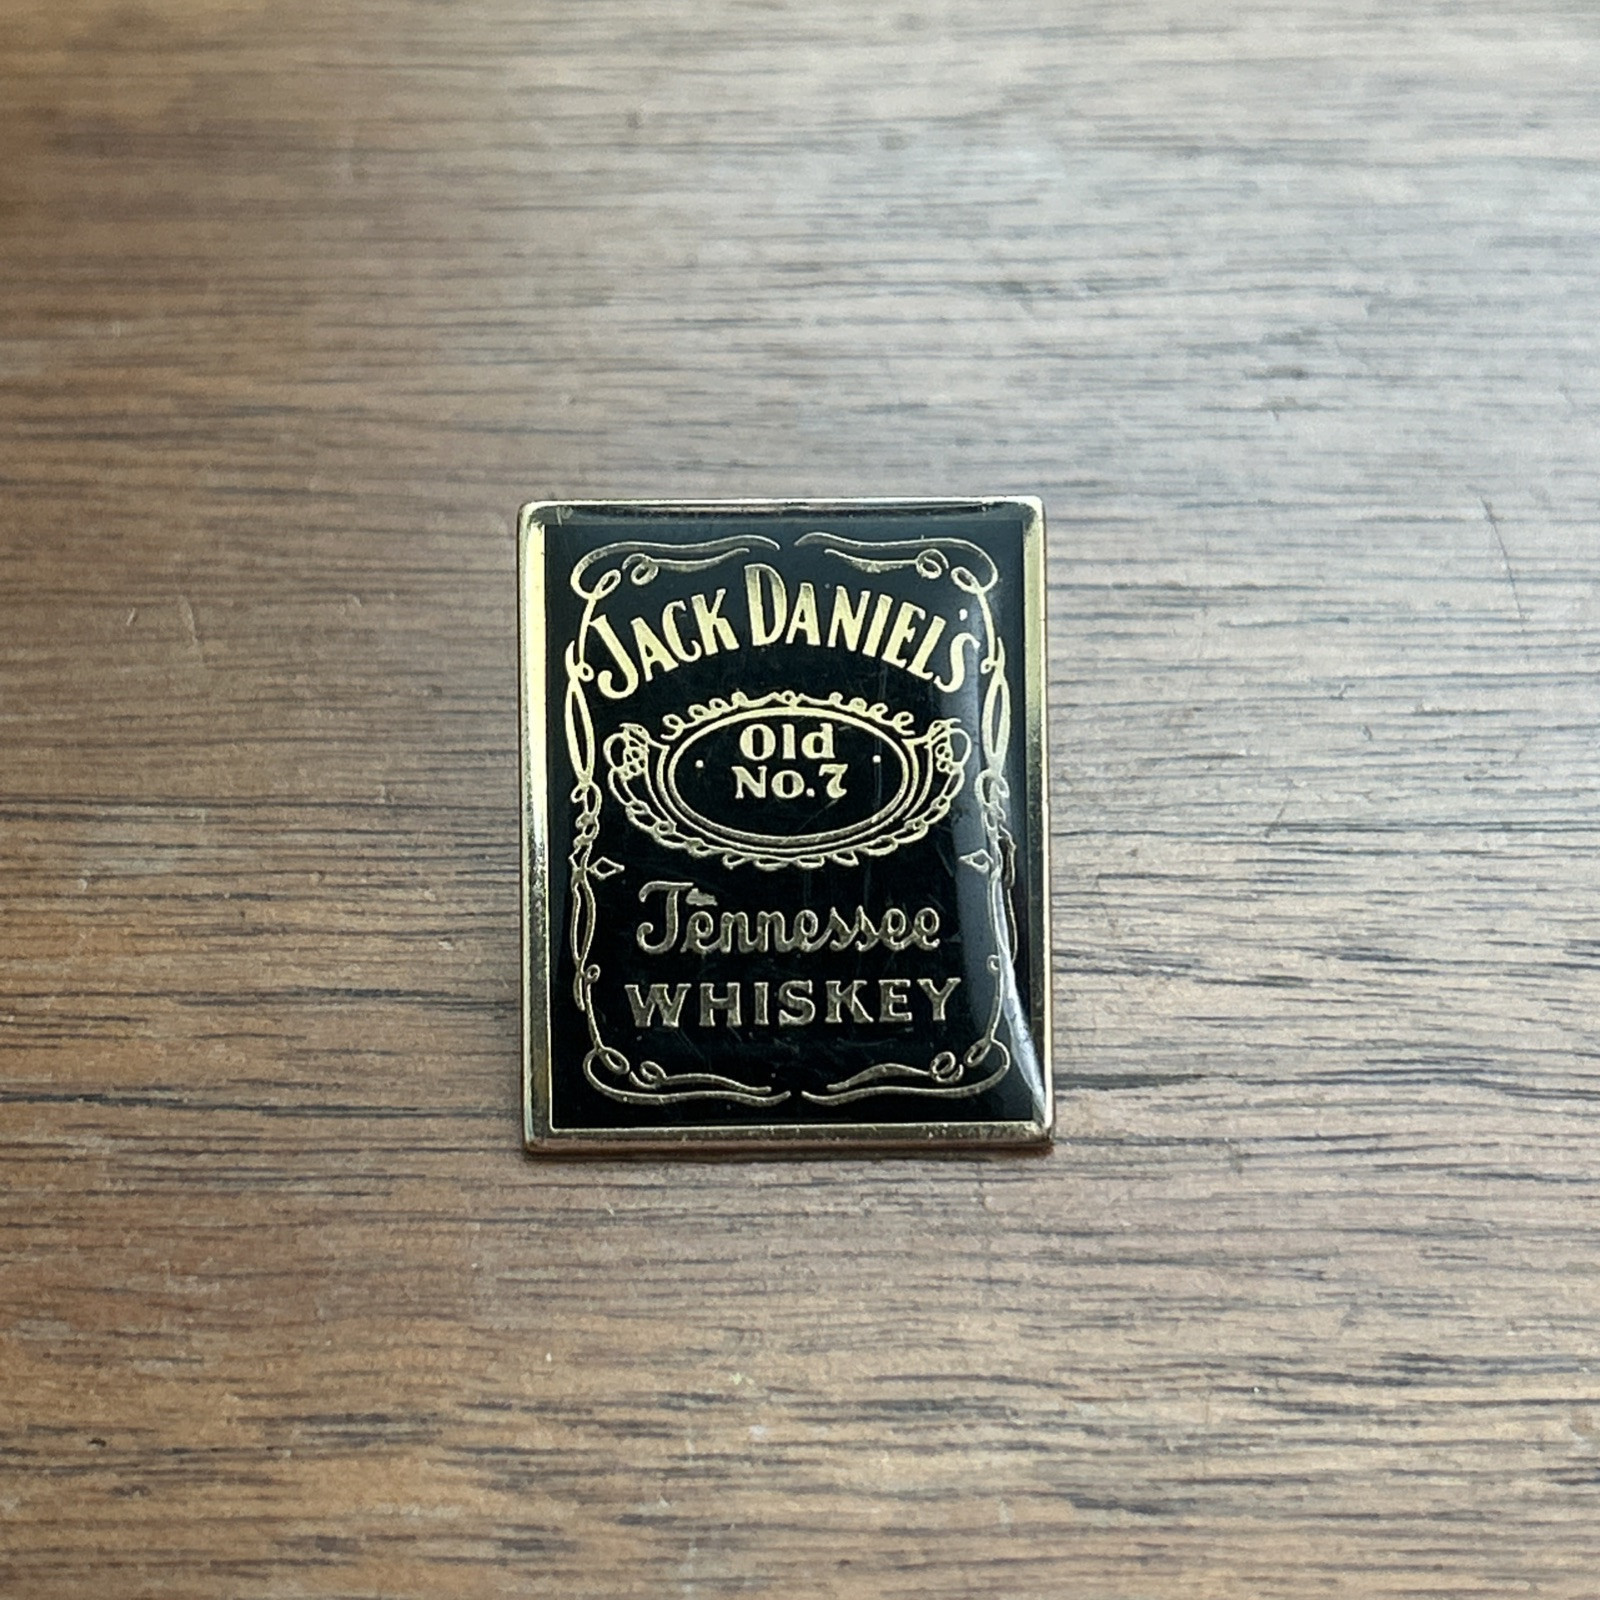 JACK DANIEL'S
Old
No.7
Tennessee
WHISKEY